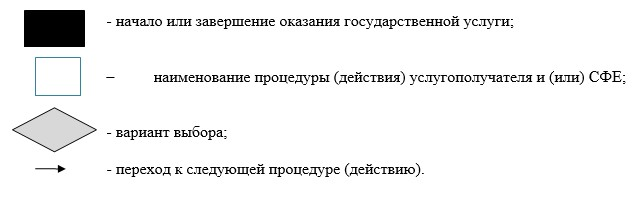 - начало или завершение оказания государственной услуги;
– наименование процедуры (действия) услугополучателя и (или) СФЕ;
- вариант выбора;
- переход к следующей процедуре (действию).